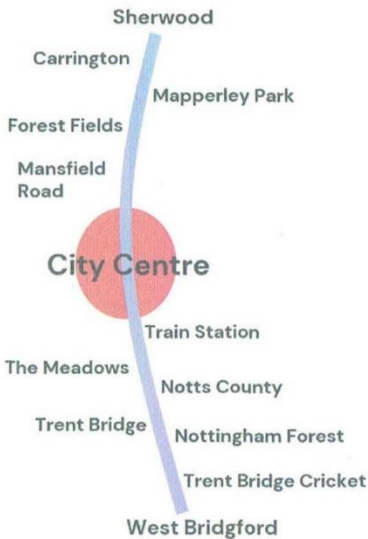 Sherwood
Carrington
Mapperley Park
Forest Fields
Mansfield
Road
City Centre
Train Station
The Meadows
Notts County
Trent Bridge
Nottingham Forest
Trent Bridge Cricket
West Bridgford